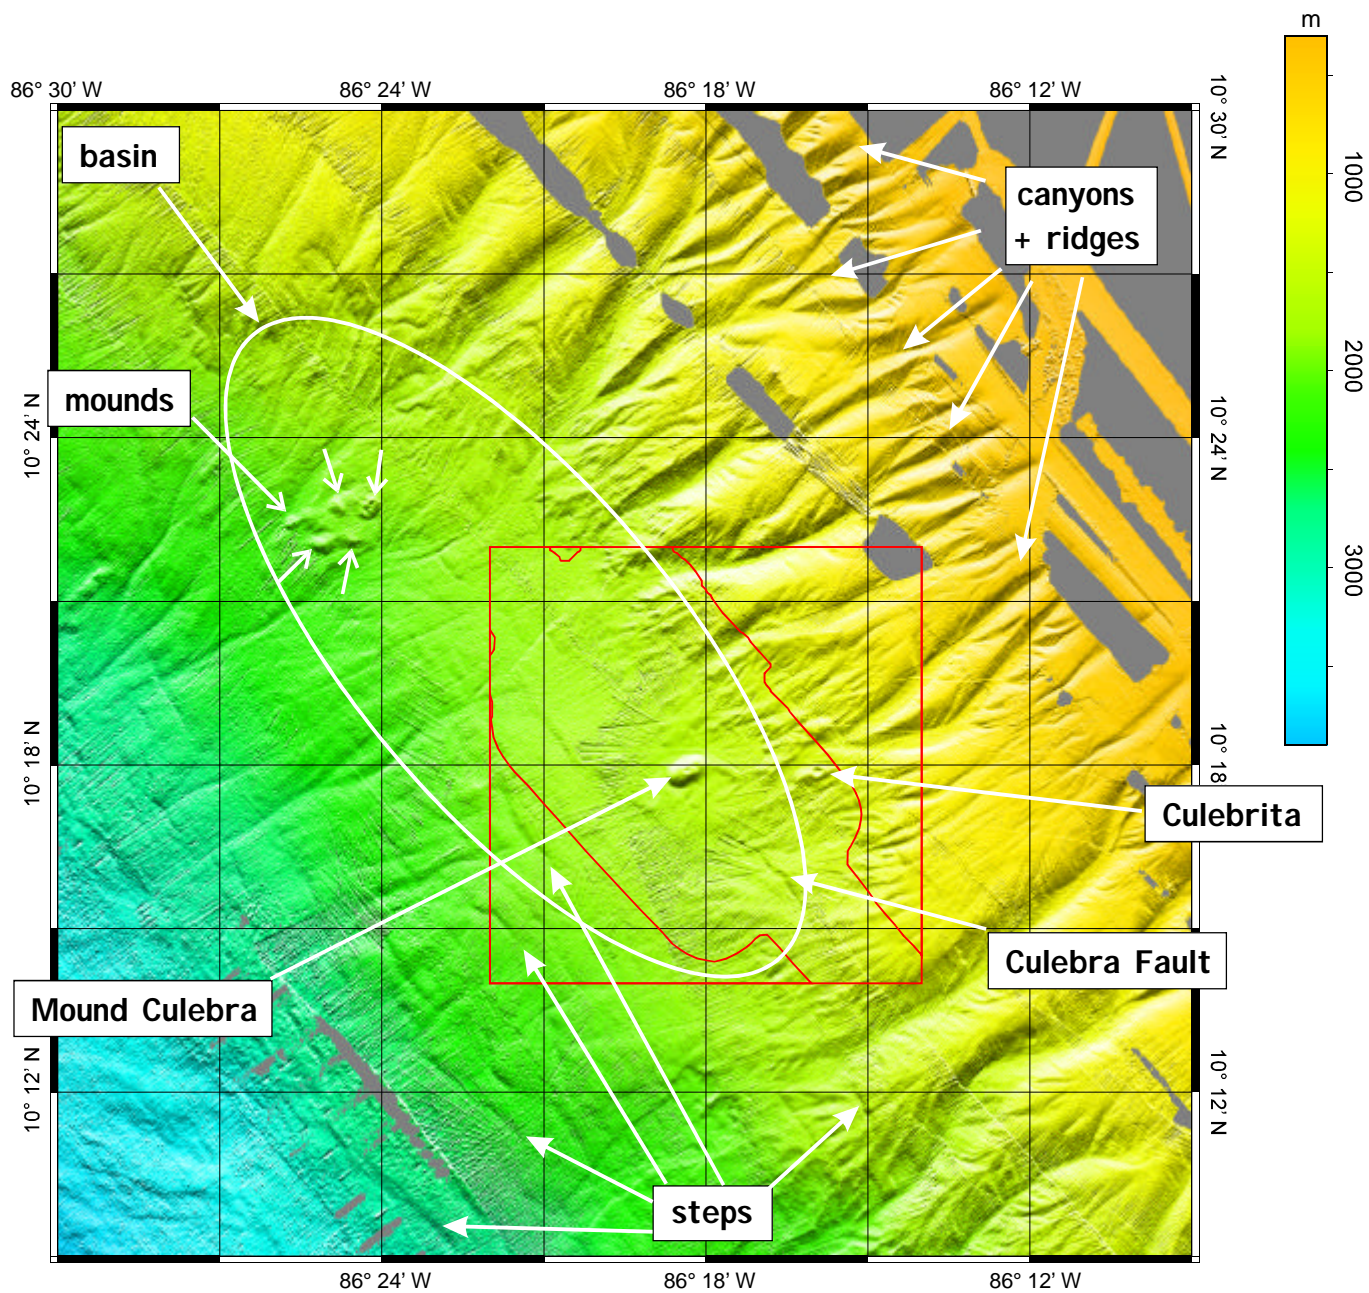 m
86° 30' W
86° 24' W
86° 18' W
86° 12' W
10° 30' N
basin
canyons
+ ridges
1000
mounds
10° 24' N
10° 24' N
2000
3000
10° 18' N
10° 18' N
Culebrita
Culebra Fault
Mound Culebra
10° 12' N
10° 12' N
steps
86° 24' W
86° 18' W
86° 12' W